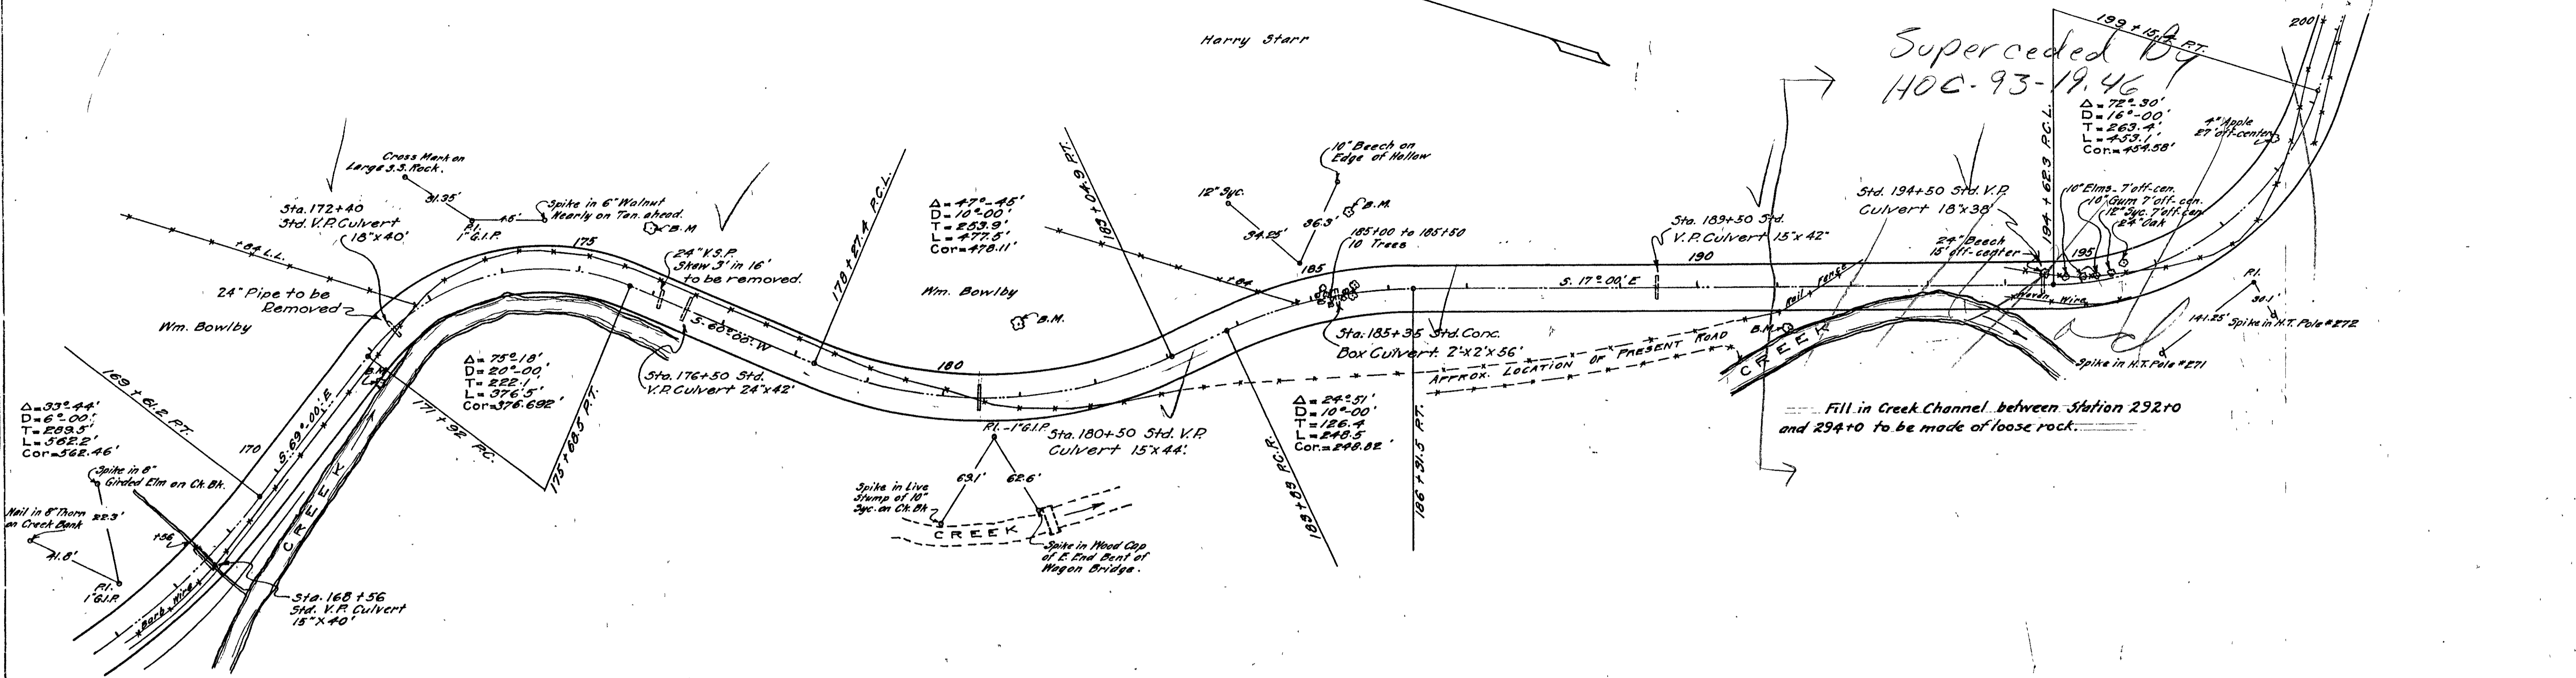 Harry Starr
Superceded By
HOC-93-19.46
199+15.4 P.T.
200
Δ=72°-30'
D=16°-00'
T=263.4'
L=453.1'
Cor.=454.58'
4" Apple
27' off-center
194+62.3 P.C.L.
10" Elms-7' off-cen.
10" Gum 7' off-cen.
12" Syc. 7' off-cen.
24" Oak
195
Std. 194+50 Std. V.P.
Culvert 18"x38'
24" Beech
15' off-center
Woven Wire
P.I.
30.1'
141.25'
Spike in H.T. Pole #272
Spike in H.T. Pole #271
Fill in Creek Channel between Station 292+0
and 294+0 to be made of loose rock.
Sta. 189+50 Std.
V.P. Culvert 15"x42"
190
S. 17°00' E
Rail Fence
B.M.
CREEK
APPROX. LOCATION OF PRESENT ROAD
10" Beech on
Edge of Hollow
B.M.
36.3'
12" Syc.
34.25'
185+00 to 185+50
10 Trees
185
+84
Sta. 185+35 Std. Conc.
Box Culvert 2'x2'x56'
183+04.9 P.T.
Δ=24°51'
D=10°-00'
T=126.4
L=248.5
Cor.=248.82'
183+83 P.C.R.
186+31.5 P.T.
Δ=47°-45'
D=10°-00'
T=253.9'
L=477.5'
Cor=478.11'
Wm. Bowlby
B.M.
178+27.4 P.C.L.
180
P.I.-1" G.I.P.
Sta. 180+50 Std. V.P.
Culvert 15"x44'
63.1'
62.6'
Spike in Live
Stump of 10"
Syc. on Ck. Bk.
CREEK
Spike in Wood Cap
of E. End Bent of
Wagon Bridge.
Cross Mark on
Large S.S. Rock.
31.35'
46'
P.I.
1" G.I.P.
Spike in 6" Walnut
Nearly on Tan. ahead.
B.M
Sta. 172+40
Std. V.P. Culvert
18"x40'
+84 L.L.
175
24" V.S.P.
Skew 3' in 16'
to be removed.
24" Pipe to be
Removed
Wm. Bowlby
S-60°-00'-W
Sta. 176+50 Std.
V.P. Culvert 24"x42'
Δ=75°18'
D=20°-00'
T=222.1'
L=376.5'
Cor=376.692'
B.M.
171+92 P.C.
175+68.5 P.T.
169+61.2 P.T.
Δ=33°-44'
D=6°-00'
T=289.5'
L=562.2'
Cor=562.46'
170
S.69°00' E
CREEK
Spike in 8"
Girded Elm on Ck. Bk.
Nail in 8" Thorn
on Creek Bank
22.3'
41.8'
+56
P.I.
1" G.I.P.
Barb Wire
Sta. 168+56
Std. V.P. Culvert
15"x40'